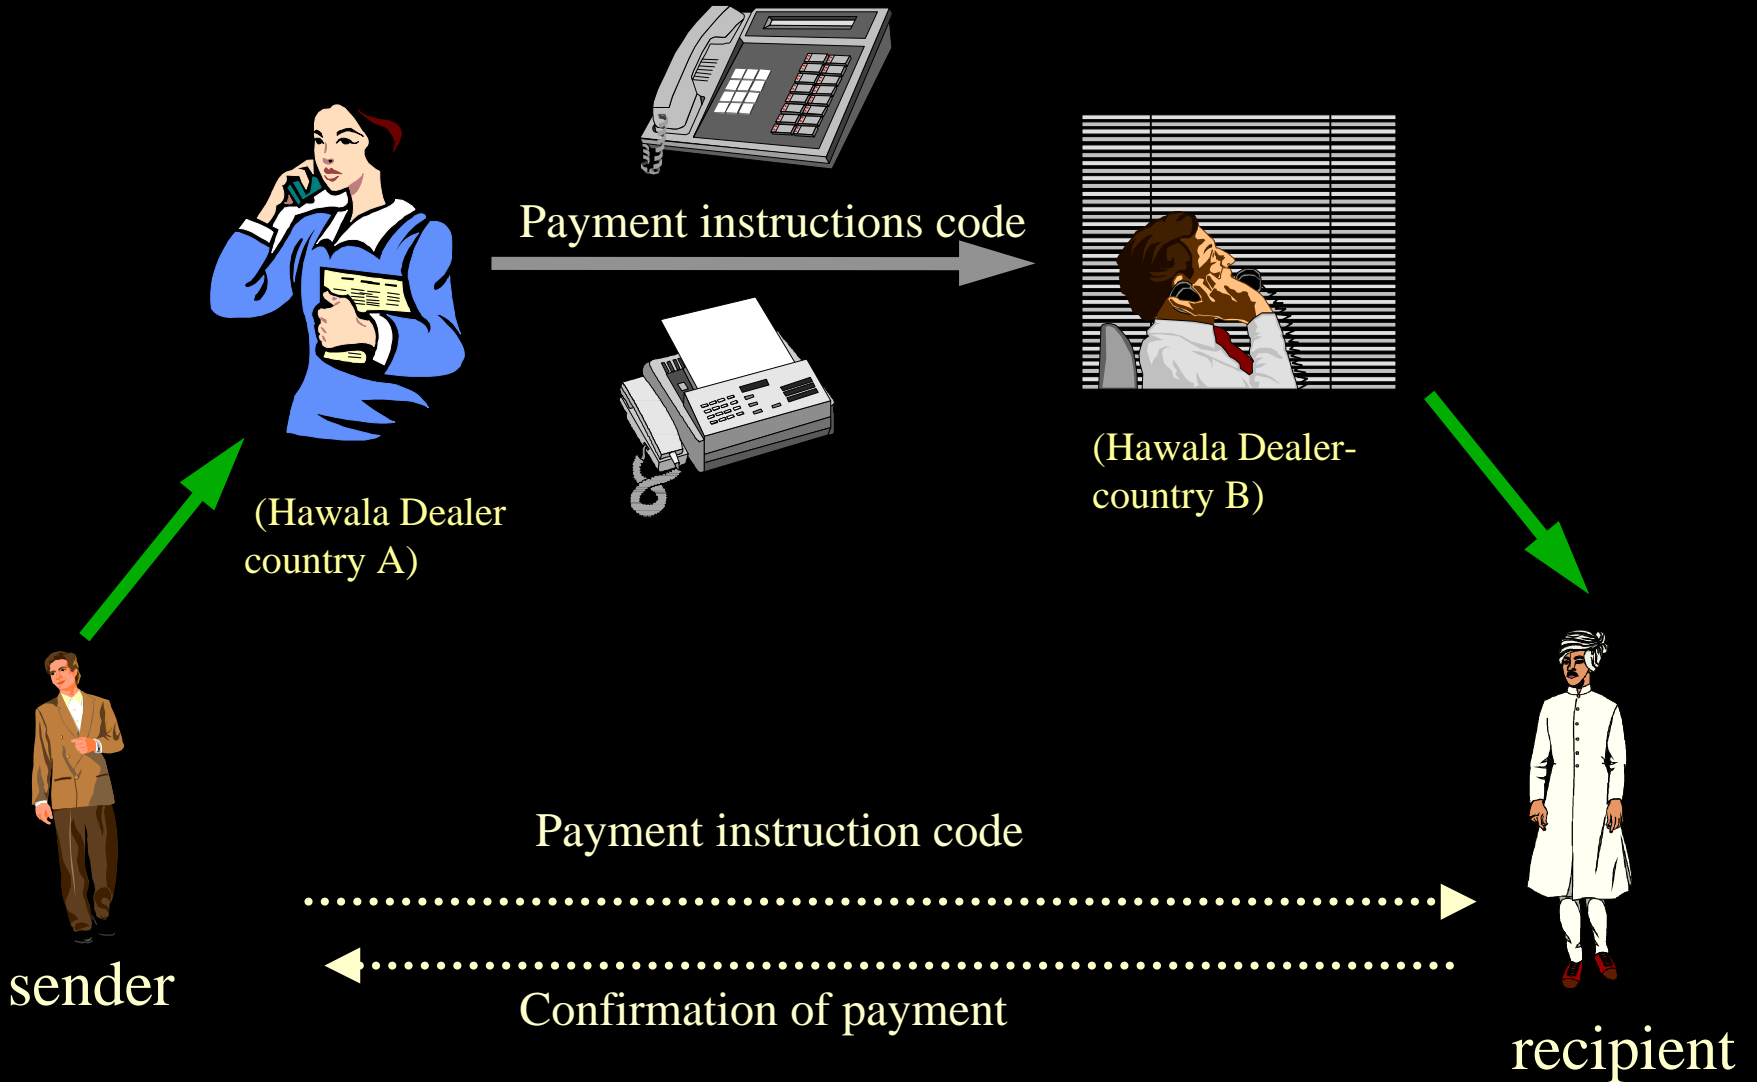 Payment instructions code
(Hawala Dealer-
country B)
(Hawala Dealer
country A)
Payment instruction code
sender
Confirmation of payment
recipient